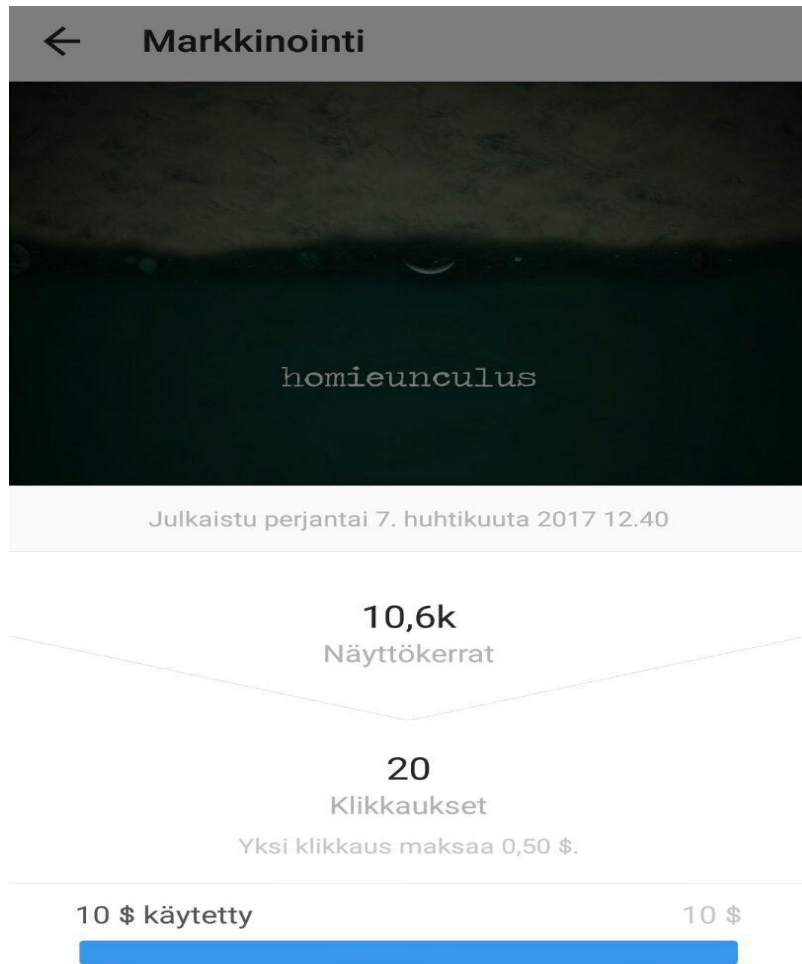 Markkinointi
homieunculus
Julkaistu perjantai 7. huhtikuuta 2017 12.40
10,6k
Näyttökerrat
20
Klikkaukset
Yksi klikkaus maksaa 0,50 $.
10 $ käytetty 10 $